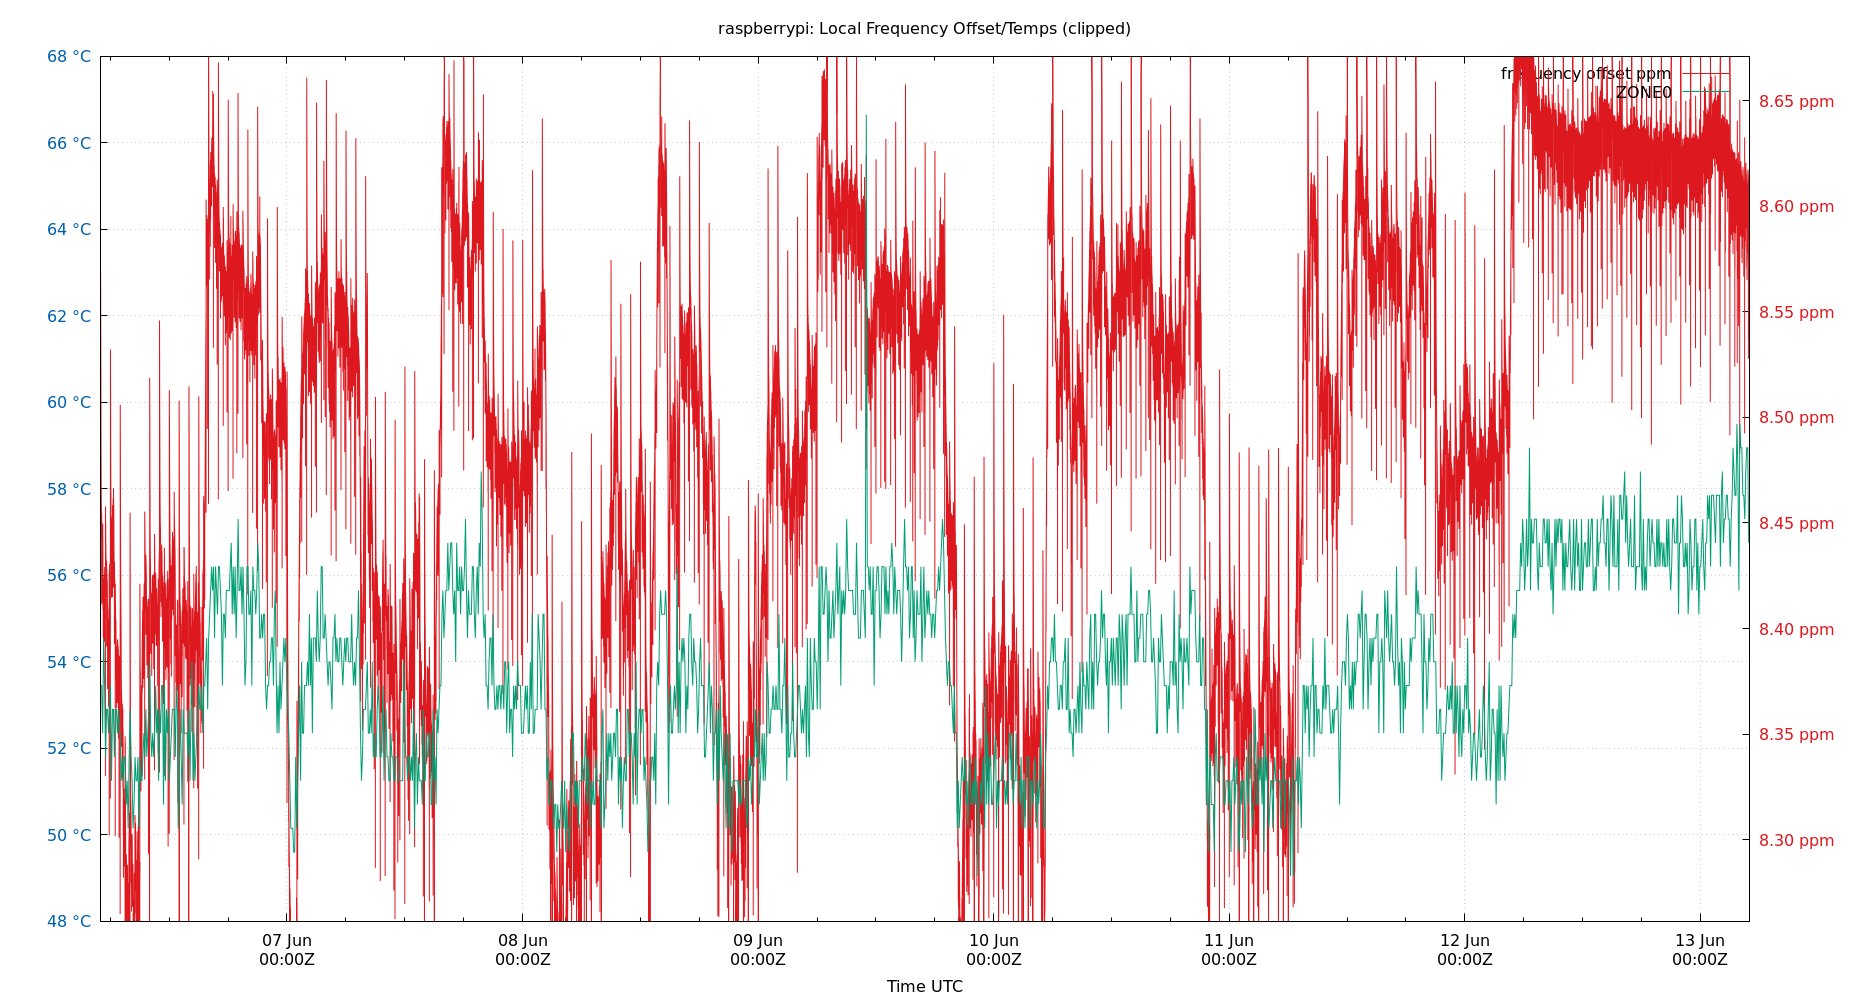 raspberrypi: Local Frequency Offset/Temps (clipped)
68 °C
66 °C
64 °C
62 °C
60 °C
58 °C
56 °C
54 °C
52 °C
50 °C
48 °C
frequency offset ppm
ZONE0
8.65 ppm
8.60 ppm
8.55 ppm
8.50 ppm
8.45 ppm
8.40 ppm
8.35 ppm
8.30 ppm
07 Jun
00:00Z
08 Jun
00:00Z
09 Jun
00:00Z
10 Jun
00:00Z
11 Jun
00:00Z
12 Jun
00:00Z
13 Jun
00:00Z
Time UTC